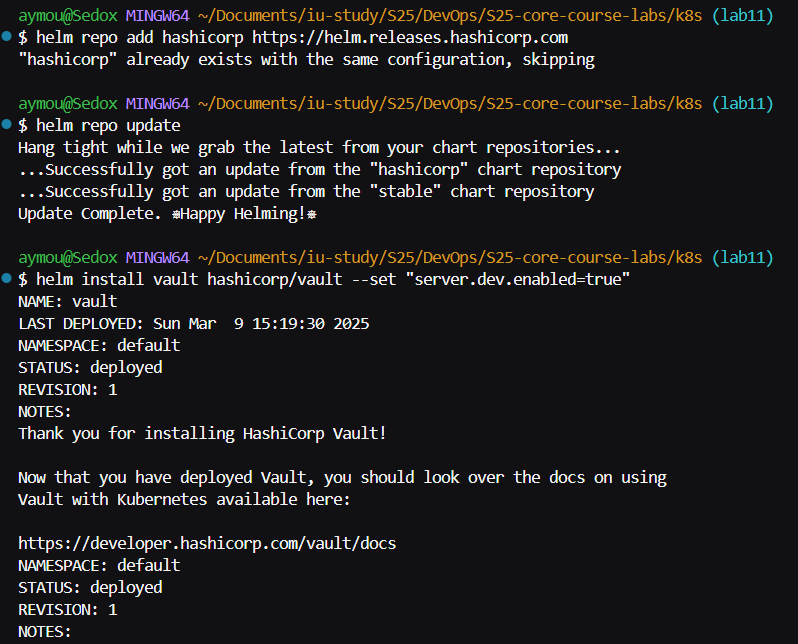 aymou@Sedox MINGW64 ~/Documents/iu-study/S25/DevOps/S25-core-course-labs/k8s (lab11)
$ helm repo add hashicorp https://helm.releases.hashicorp.com
"hashicorp" already exists with the same configuration, skipping
aymou@Sedox MINGW64 ~/Documents/iu-study/S25/DevOps/S25-core-course-labs/k8s (lab11)
$ helm repo update
Hang tight while we grab the latest from your chart repositories...
...Successfully got an update from the "hashicorp" chart repository
...Successfully got an update from the "stable" chart repository
Update Complete. ⎈Happy Helming!⎈
aymou@Sedox MINGW64 ~/Documents/iu-study/S25/DevOps/S25-core-course-labs/k8s (lab11)
$ helm install vault hashicorp/vault --set "server.dev.enabled=true"
NAME: vault
LAST DEPLOYED: Sun Mar  9 15:19:30 2025
NAMESPACE: default
STATUS: deployed
REVISION: 1
NOTES:
Thank you for installing HashiCorp Vault!
Now that you have deployed Vault, you should look over the docs on using
Vault with Kubernetes available here:
https://developer.hashicorp.com/vault/docs
NAMESPACE: default
STATUS: deployed
REVISION: 1
NOTES: